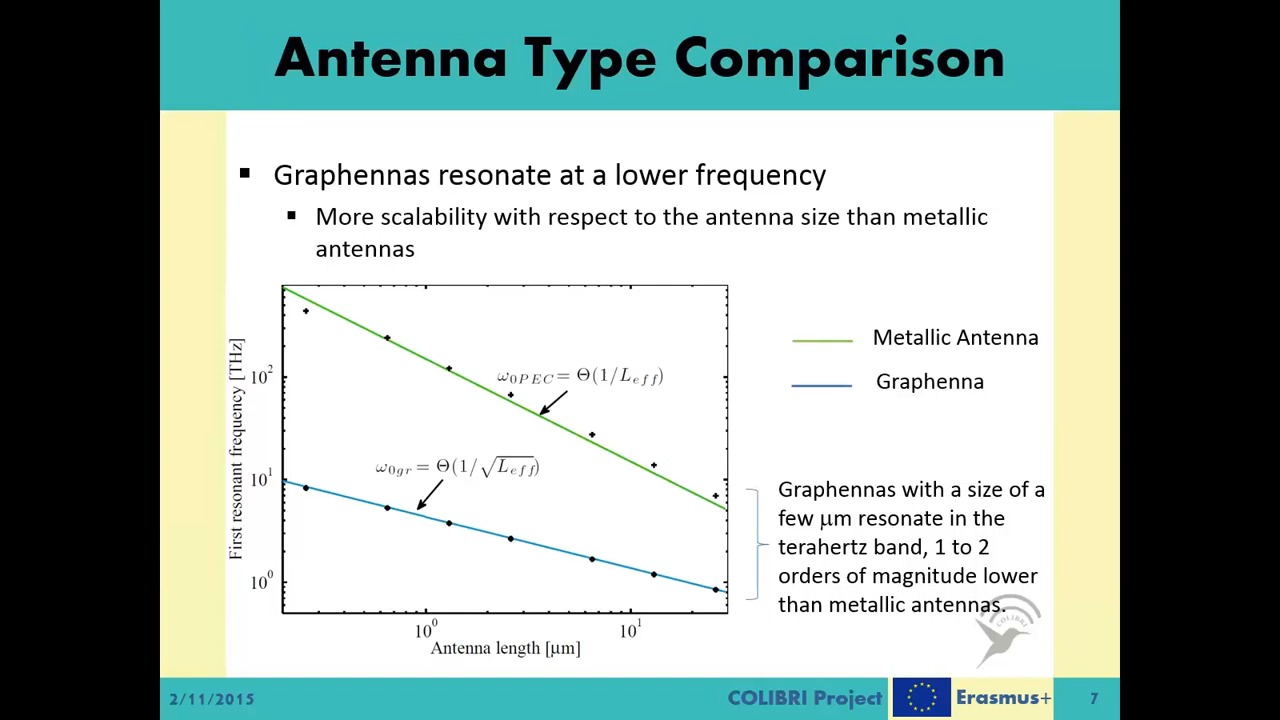 Antenna Type Comparison
▪ Graphennas resonate at a lower frequency
▪ More scalability with respect to the antenna size than metallic
antennas
First resonant frequency [THz]
10²
10¹
10⁰
ω₀PEC = Θ(1/Leff)
ω₀gr = Θ(1/√Leff)
10⁰
10¹
Antenna length [μm]
Metallic Antenna
Graphenna
Graphennas with a size of a
few μm resonate in the
terahertz band, 1 to 2
orders of magnitude lower
than metallic antennas.
COLIBRI
2/11/2015
COLIBRI Project
Erasmus+
7